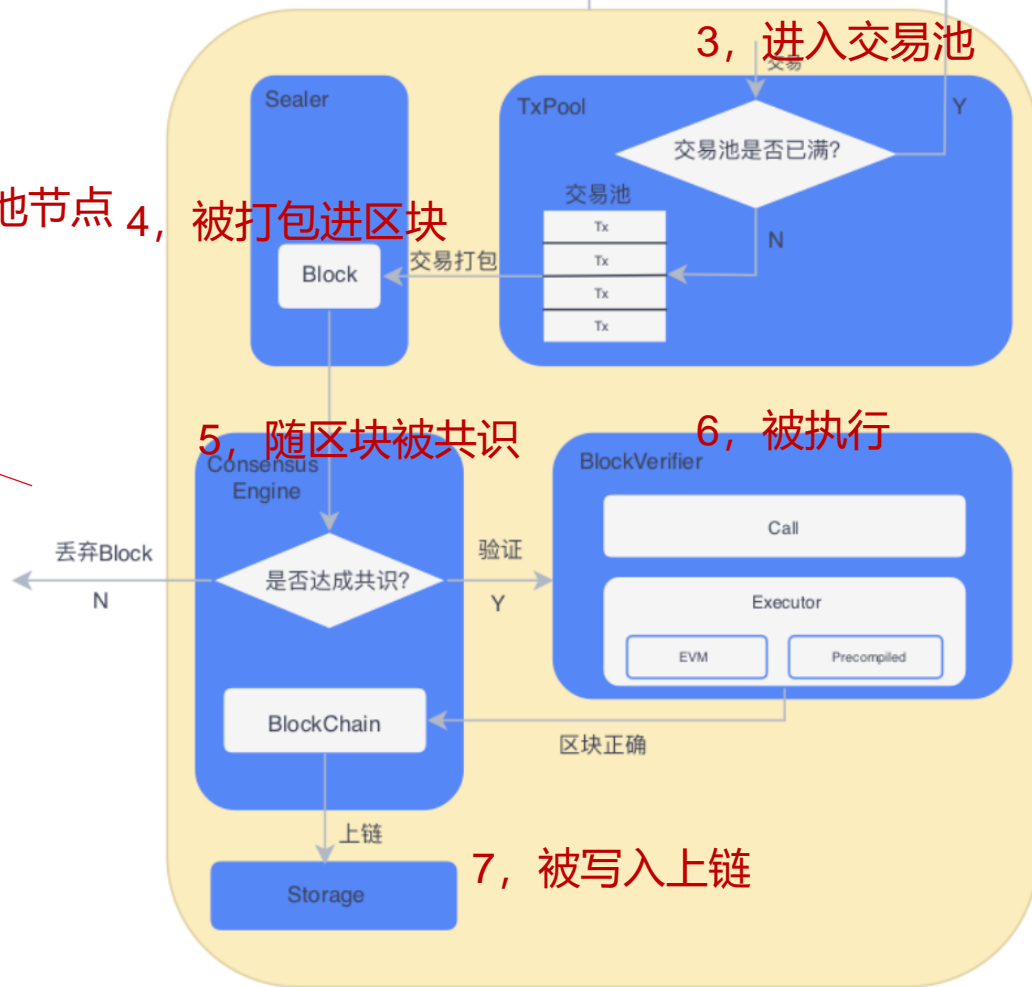 3，进入交易池
交易
Sealer
TxPool
Y
交易池是否已满?
交易池
他节点
4，被打包进区块
Tx
N
交易打包
Tx
Block
Tx
Tx
5，随区块被共识
6，被执行
Consensus
Engine
BlockVerifier
Call
丢弃Block
验证
是否达成共识?
N
Y
Executor
EVM
Precompiled
BlockChain
区块正确
上链
7，被写入上链
Storage